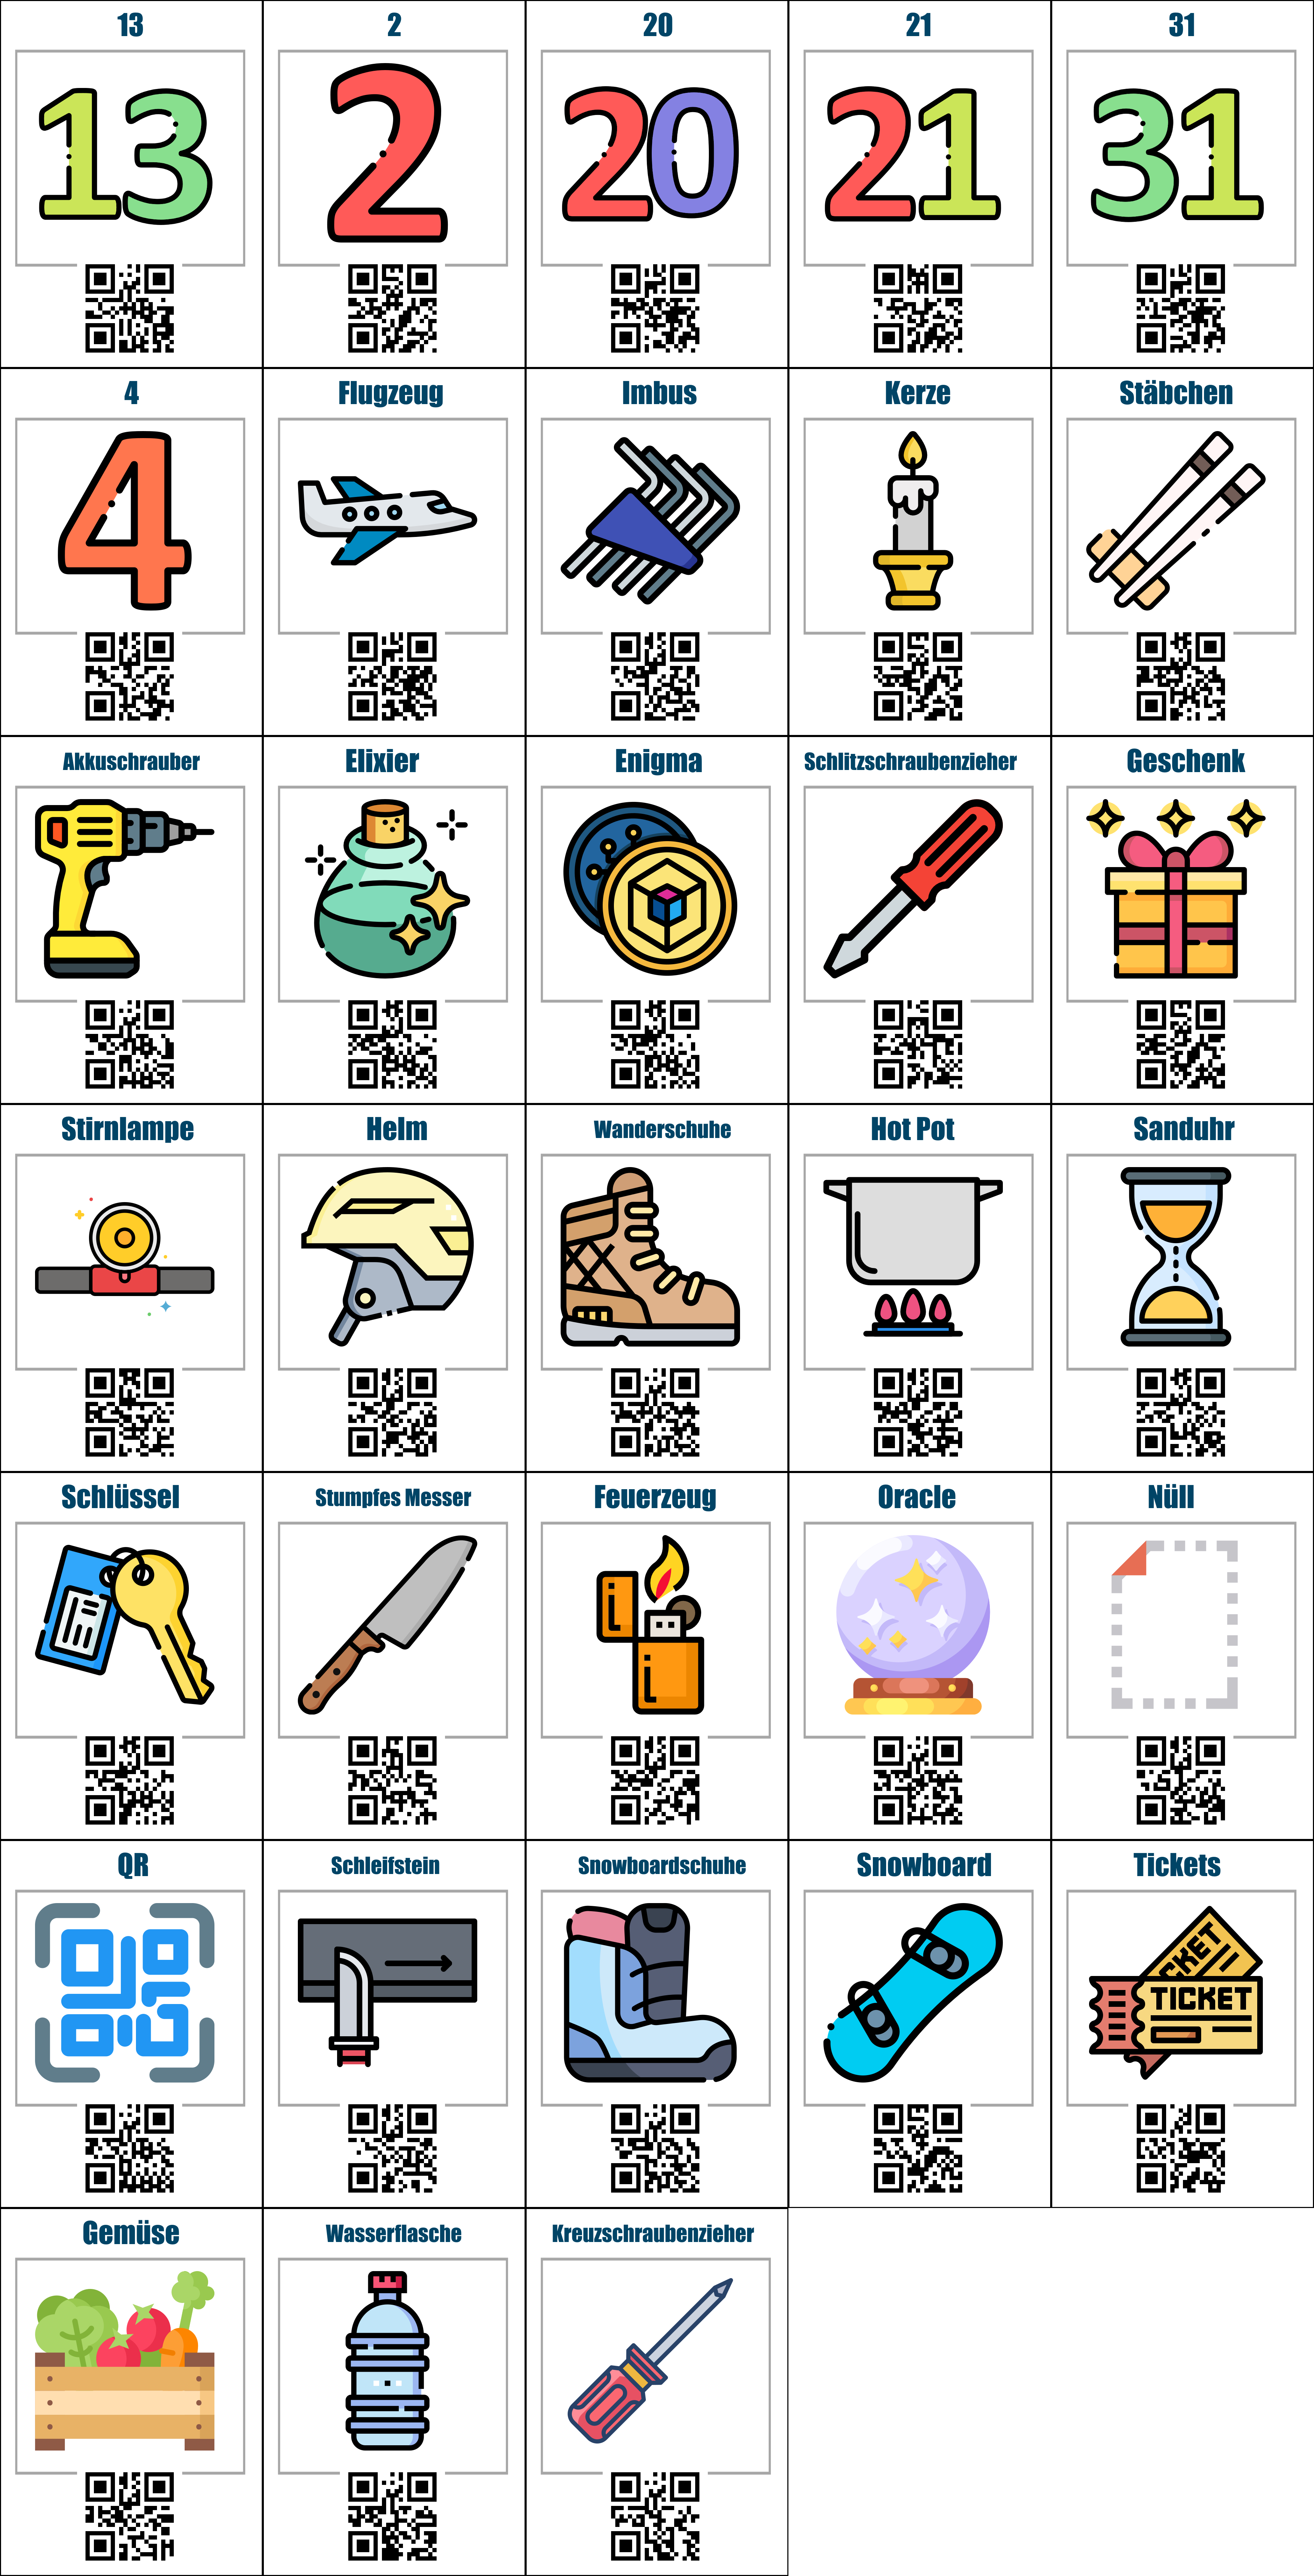 13
2
20
21
31
13
2
20
21
31
4
Flugzeug
Imbus
Kerze
Stäbchen
4
Akkuschrauber
Elixier
Enigma
Schlitzschraubenzieher
Geschenk
Stirnlampe
Helm
Wanderschuhe
Hot Pot
Sanduhr
Schlüssel
Stumpfes Messer
Feuerzeug
Oracle
Nüll
QR
Schleifstein
Snowboardschuhe
Snowboard
Tickets
CKET
TICKET
Gemüse
Wasserflasche
Kreuzschraubenzieher